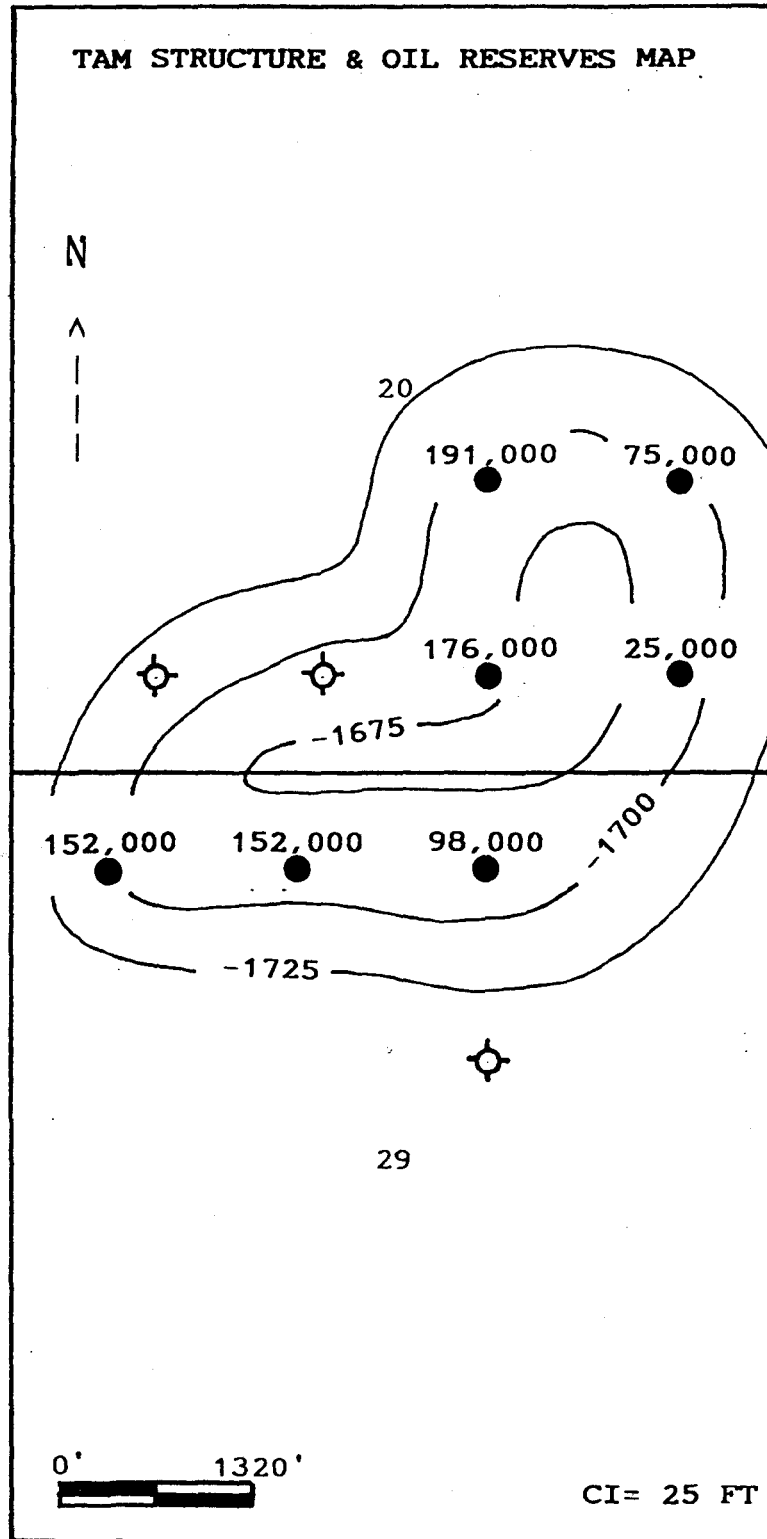 TAM STRUCTURE & OIL RESERVES MAP
N
20
191,000 75,000
176,000 25,000
-1675
-1700
152,000 152,000 98,000
-1725
29
0' 1320'
CI= 25 FT